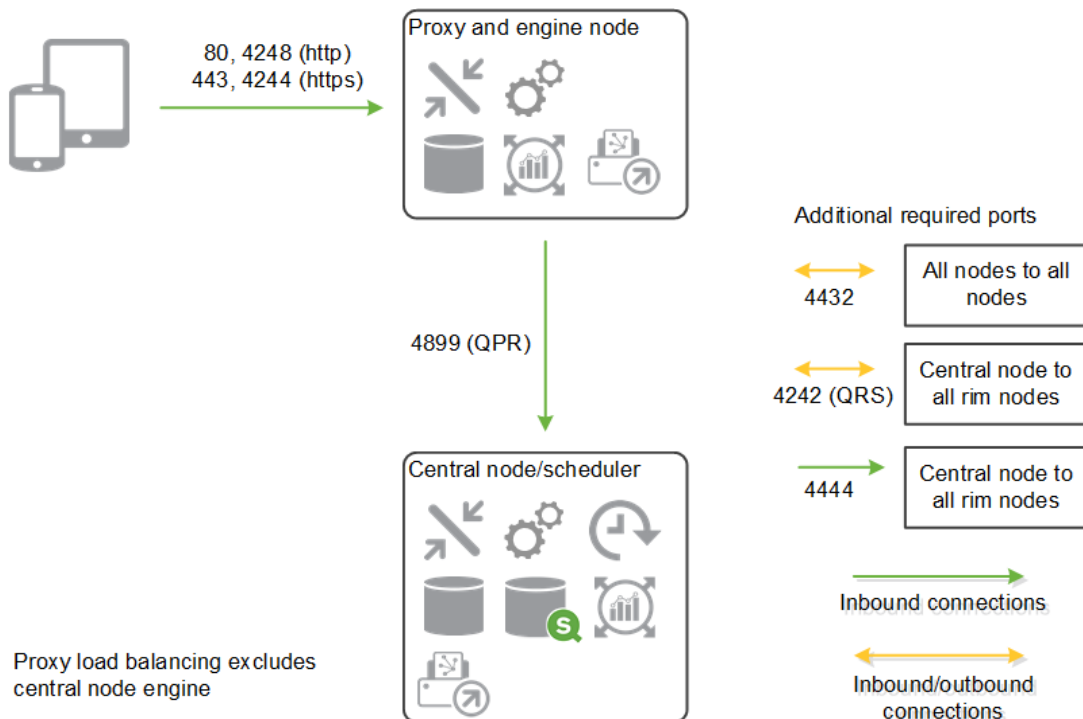 Proxy and engine node
80, 4248 (http)
443, 4244 (https)
Additional required ports
All nodes to all
nodes
4432
4899 (QPR)
Central node to
all rim nodes
4242 (QRS)
Central node/scheduler
Central node to
all rim nodes
4444
S
Inbound connections
Proxy load balancing excludes
central node engine
Inbound/outbound
connections